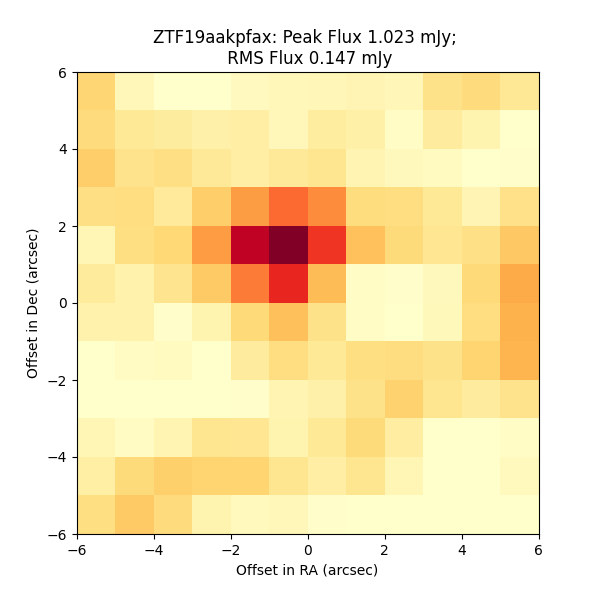 ZTF19aakpfax: Peak Flux 1.023 mJy;
RMS Flux 0.147 mJy
6
4
2
0
−2
−4
−6
Offset in Dec (arcsec)
−6 −4 −2 0 2 4 6
Offset in RA (arcsec)